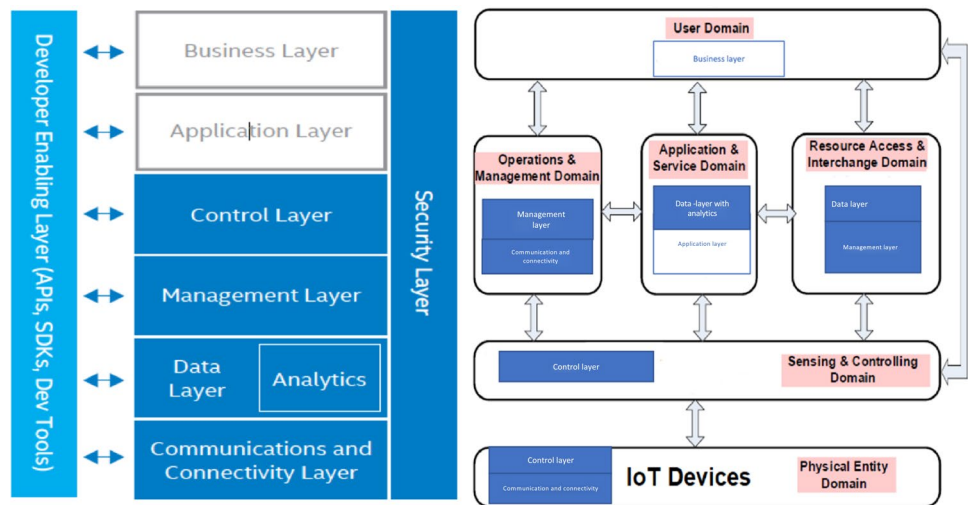 Developer Enabling Layer (APIs, SDKs, Dev Tools)
Business Layer
Application Layer
Control Layer
Management Layer
Data
Layer
Analytics
Communications and
Connectivity Layer
Security Layer
User Domain
Business layer
Operations &
Management Domain
Management
layer
Communication and
connectivity
Application &
Service Domain
Data -layer with
analytics
Application layer
Resource Access &
Interchange Domain
Data layer
Management layer
Control layer
Sensing & Controlling
Domain
Control layer
Communication and connectivity
IoT Devices
Physical Entity
Domain